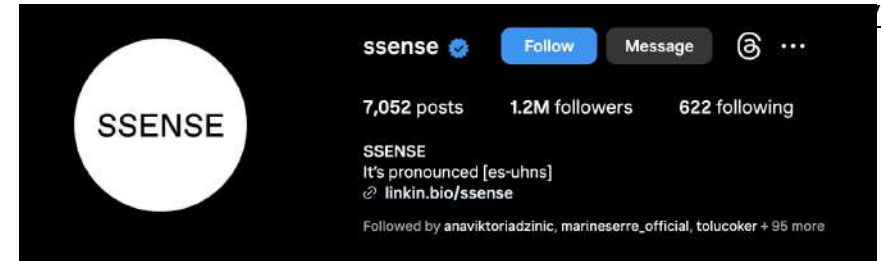 SSENSE
ssense Follow Message
7,052 posts 1.2M followers 622 following
SSENSE
It's pronounced [es-uhns]
linkin.bio/ssense
Followed by anaviktoriadzinic, marineserre_official, tolucoker + 95 more